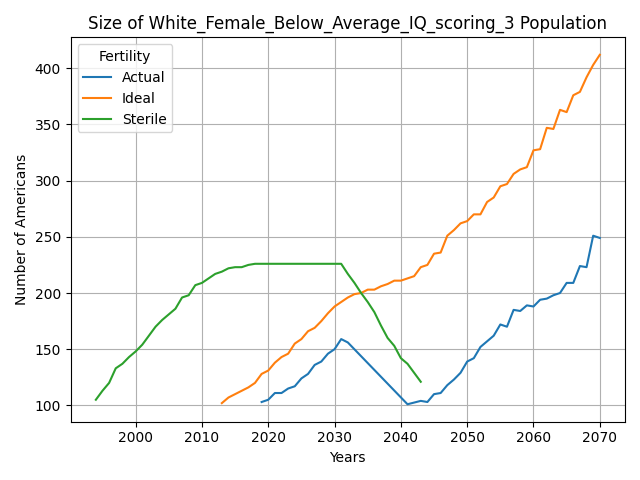 Size of White_Female_Below_Average_IQ_scoring_3 Population
Fertility
Actual
Ideal
Sterile
Number of Americans
400
350
300
250
200
150
100
2000 2010 2020 2030 2040 2050 2060 2070
Years